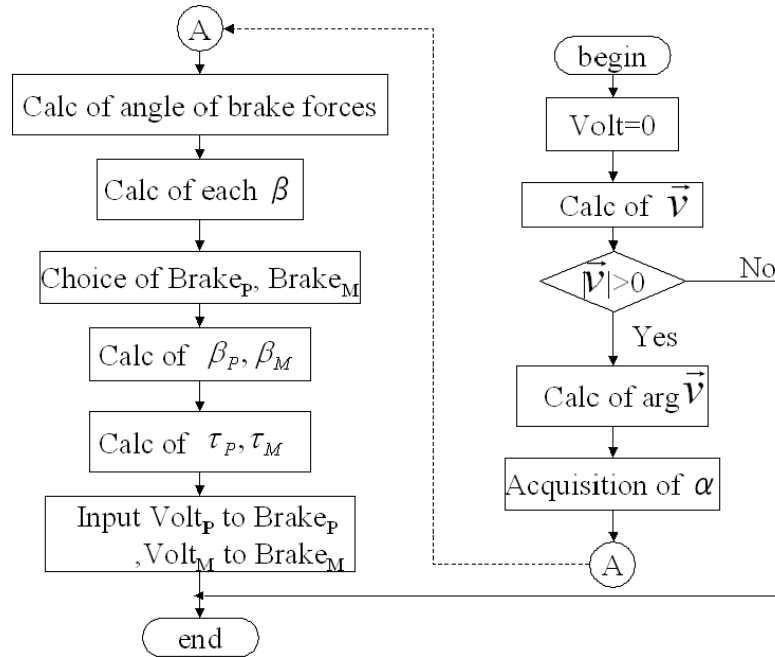 begin
Volt=0
Calc of v⃗
|v⃗|>0
No
Yes
Calc of arg v⃗
Acquisition of α
A
A
Calc of angle of brake forces
Calc of each β
Choice of Brake_P, Brake_M
Calc of β_P, β_M
Calc of τ_P, τ_M
Input Volt_P to Brake_P
,Volt_M to Brake_M
end